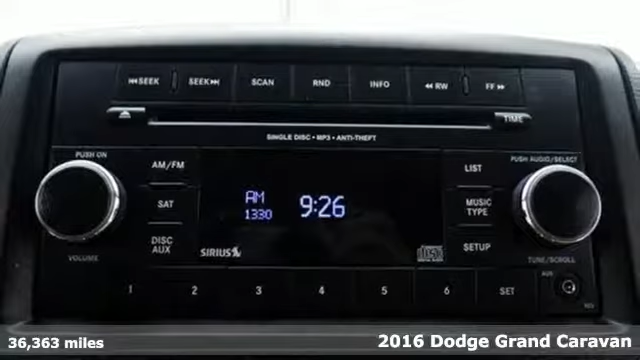 ⏮SEEK SEEK⏭ SCAN RND INFO ◀◀ RW FF ▶▶
TIME
SINGLE DISC • MP3 • ANTI-THEFT
PUSH ON
AM/FM
LIST
PUSH AUDIO/SELECT
SAT
AM
1330
9:26
MUSIC
TYPE
DISC
AUX
SIRIUS
SETUP
VOLUME
TUNE/SCROLL
1 2 3 4 5 6 SET
AUX
36,363 miles
2016 Dodge Grand Caravan